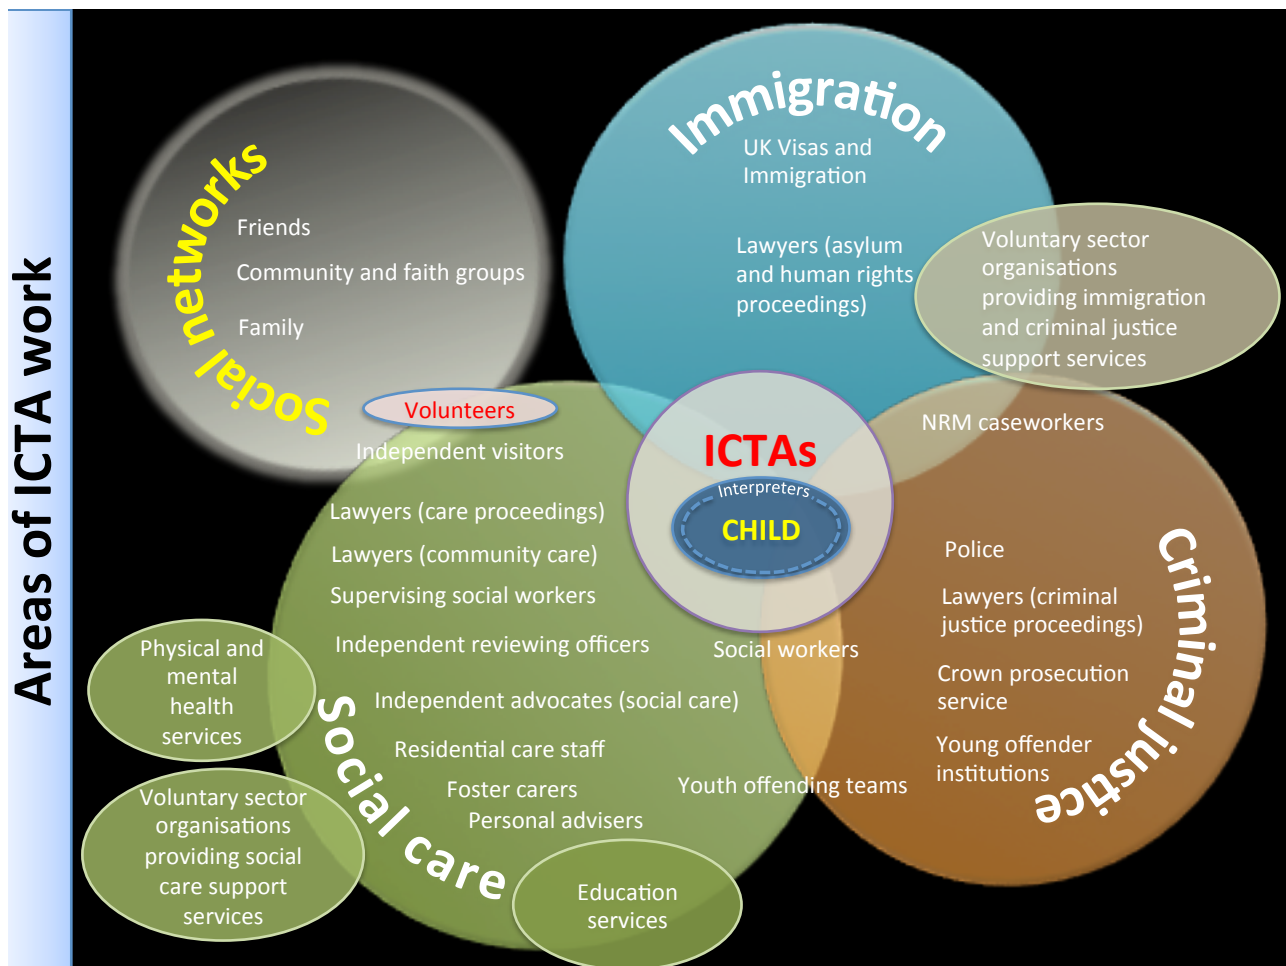 Areas of ICTA work
Social networks
Friends
Community and faith groups
Family
Immigration
UK Visas and
Immigration
Lawyers (asylum
and human rights
proceedings)
Voluntary sector
organisations
providing immigration
and criminal justice
support services
Volunteers
Independent visitors
ICTAs
Interpreters
CHILD
NRM caseworkers
Lawyers (care proceedings)
Lawyers (community care)
Supervising social workers
Independent reviewing officers
Social workers
Independent advocates (social care)
Residential care staff
Foster carers
Personal advisers
Youth offending teams
Social care
Physical and
mental
health
services
Voluntary sector
organisations
providing social
care support
services
Education
services
Police
Lawyers (criminal
justice proceedings)
Crown prosecution
service
Young offender
institutions
Criminal justice